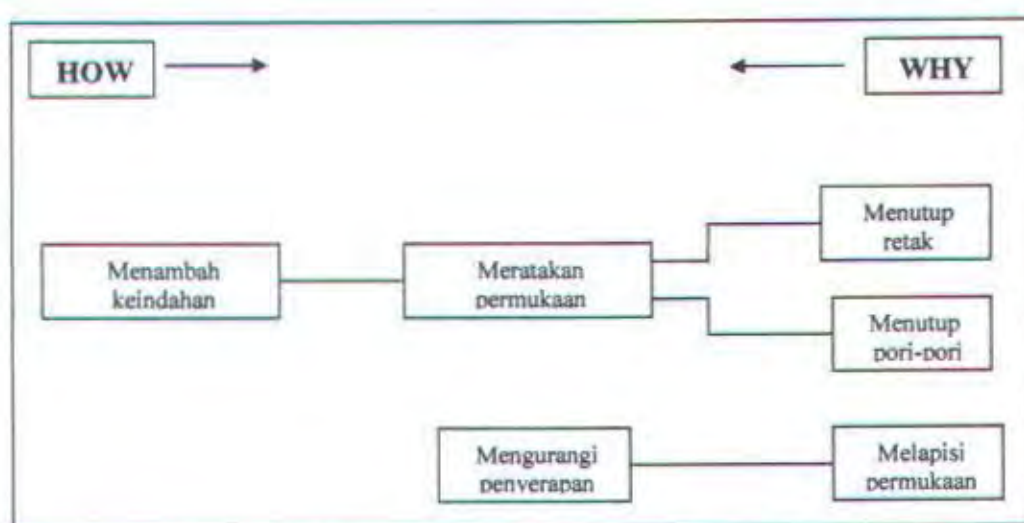 HOW
WHY
Menutup
retak
Menambah
keindahan
Meratakan
permukaan
Menutup
pori-pori
Mengurangi
penyerapan
Melapisi
permukaan